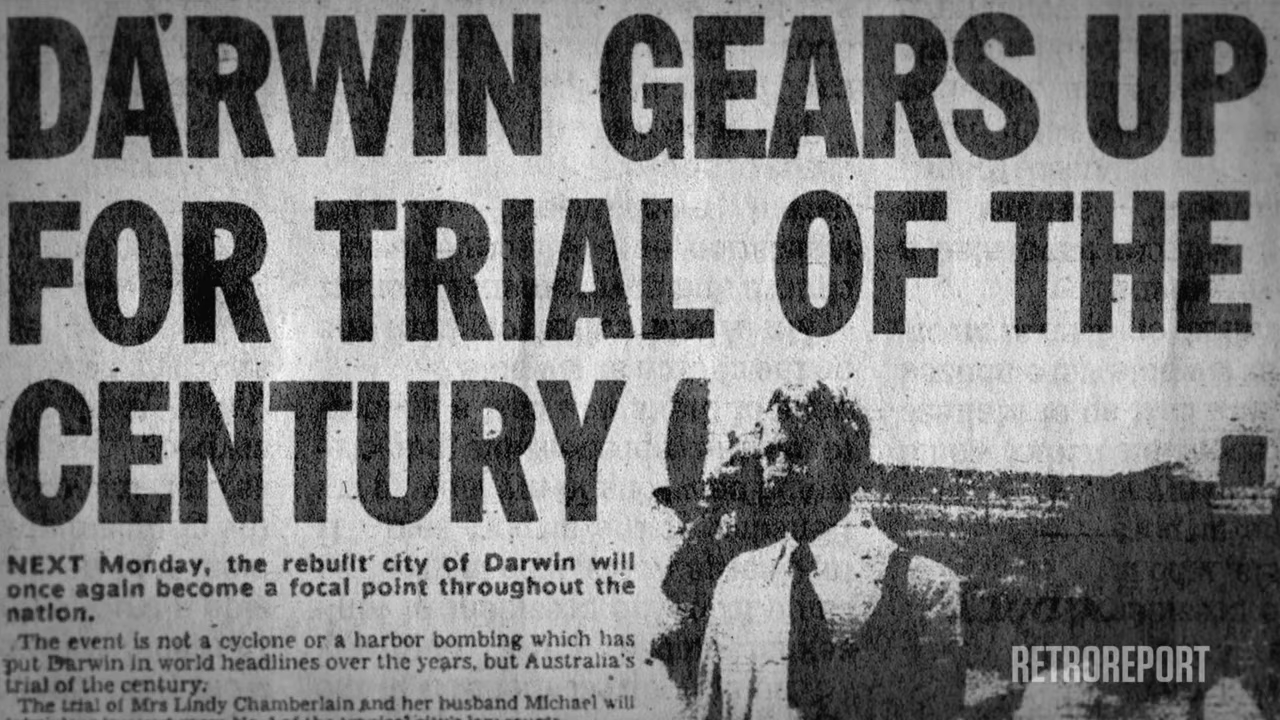 DARWIN GEARS UP
FOR TRIAL OF THE
CENTURY
NEXT Monday, the rebuilt city of Darwin will
once again become a focal point throughout the
nation.
The event is not a cyclone or a harbor bombing which has
put Darwin in world headlines over the years, but Australia's
trial of the century.
The trial of Mrs Lindy Chamberlain and her husband Michael will
RETROREPORT